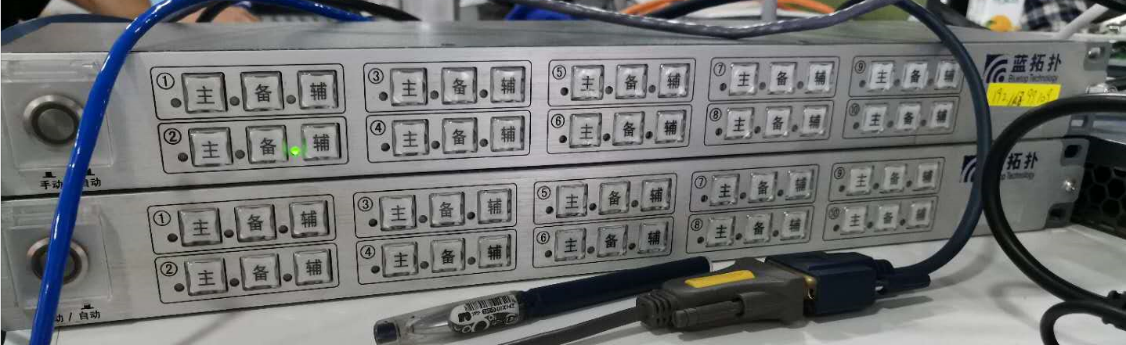 ① 主 备 辅 ③ 主 备 辅 ⑤ 主 备 辅 ⑦ 主 备 辅 ⑨ 主 备 辅
蓝拓扑
Bluetop Technology
② 主 备 辅 ④ 主 备 辅 ⑥ 主 备 辅 ⑧ 主 备 辅 ⑩ 主 备 辅
手动 自动
① 主 备 辅 ③ 主 备 辅 ⑤ 主 备 辅 ⑦ 主 备 辅 ⑨ 主 备 辅
拓扑
Technology
② 主 备 辅 ④ 主 备 辅 ⑥ 主 备 辅 ⑧ 主 备 辅 ⑩ 主 备 辅
动 / 自动